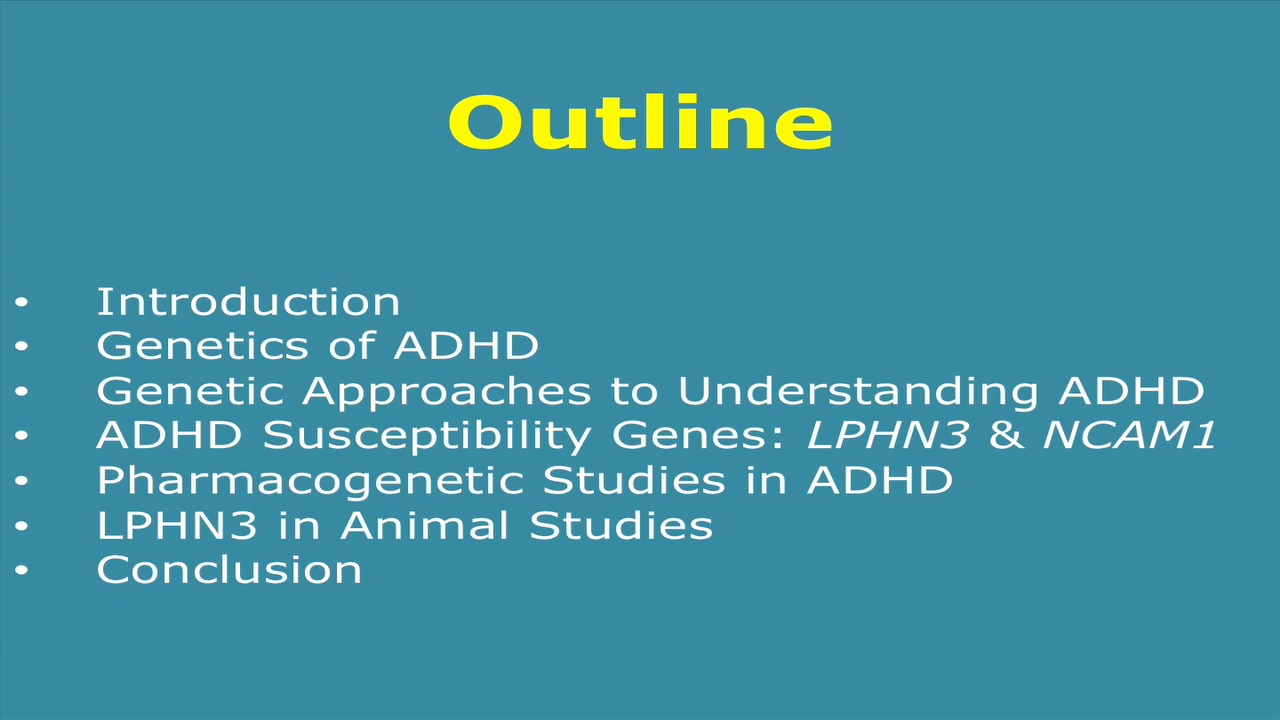 Outline
• Introduction
• Genetics of ADHD
• Genetic Approaches to Understanding ADHD
• ADHD Susceptibility Genes: LPHN3 & NCAM1
• Pharmacogenetic Studies in ADHD
• LPHN3 in Animal Studies
• Conclusion